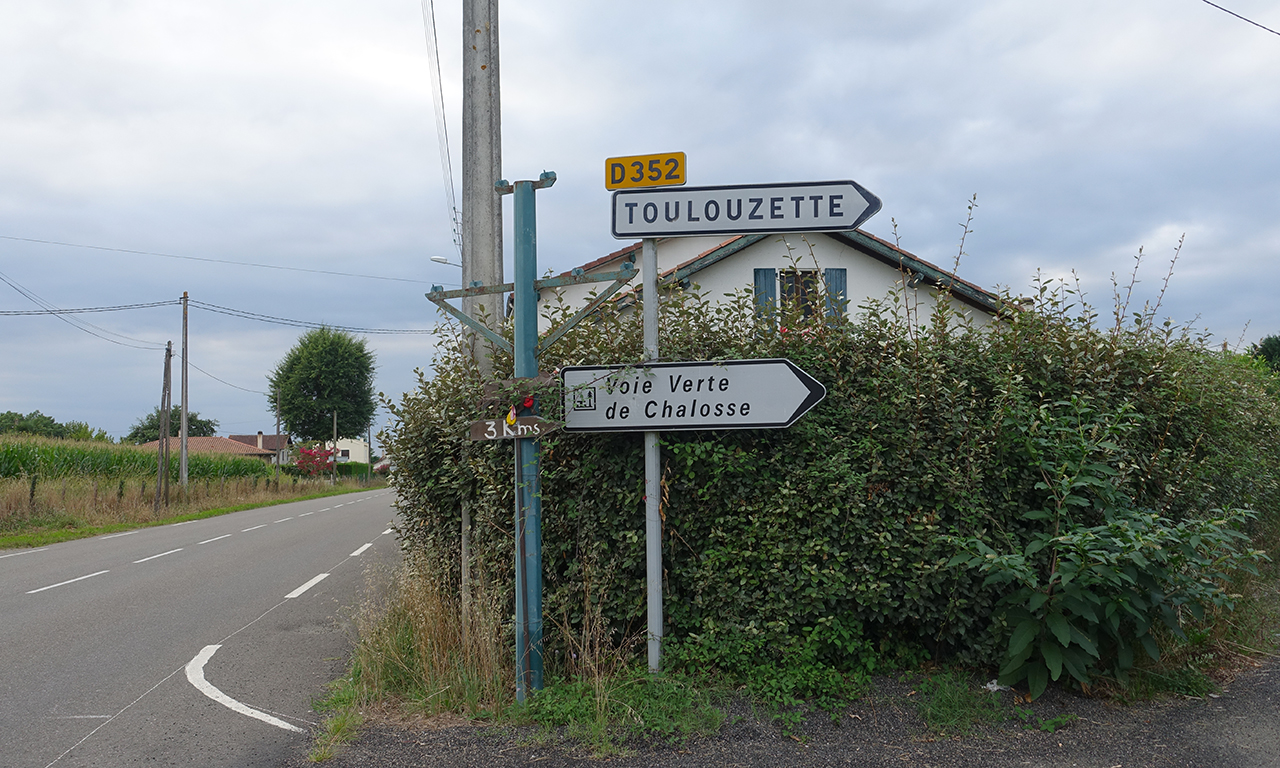 D352
TOULOUZETTE
Voie Verte
de Chalosse
3 Kms